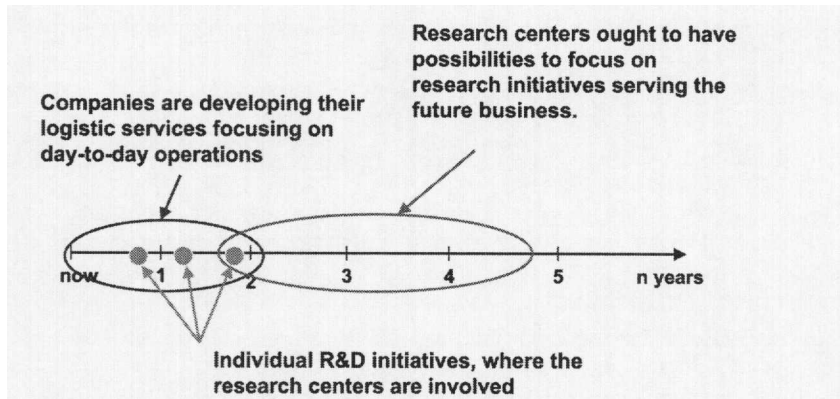 Research centers ought to have
possibilities to focus on
research initiatives serving the
future business.
Companies are developing their
logistic services focusing on
day-to-day operations
now 1 2 3 4 5 n years
Individual R&D initiatives, where the
research centers are involved